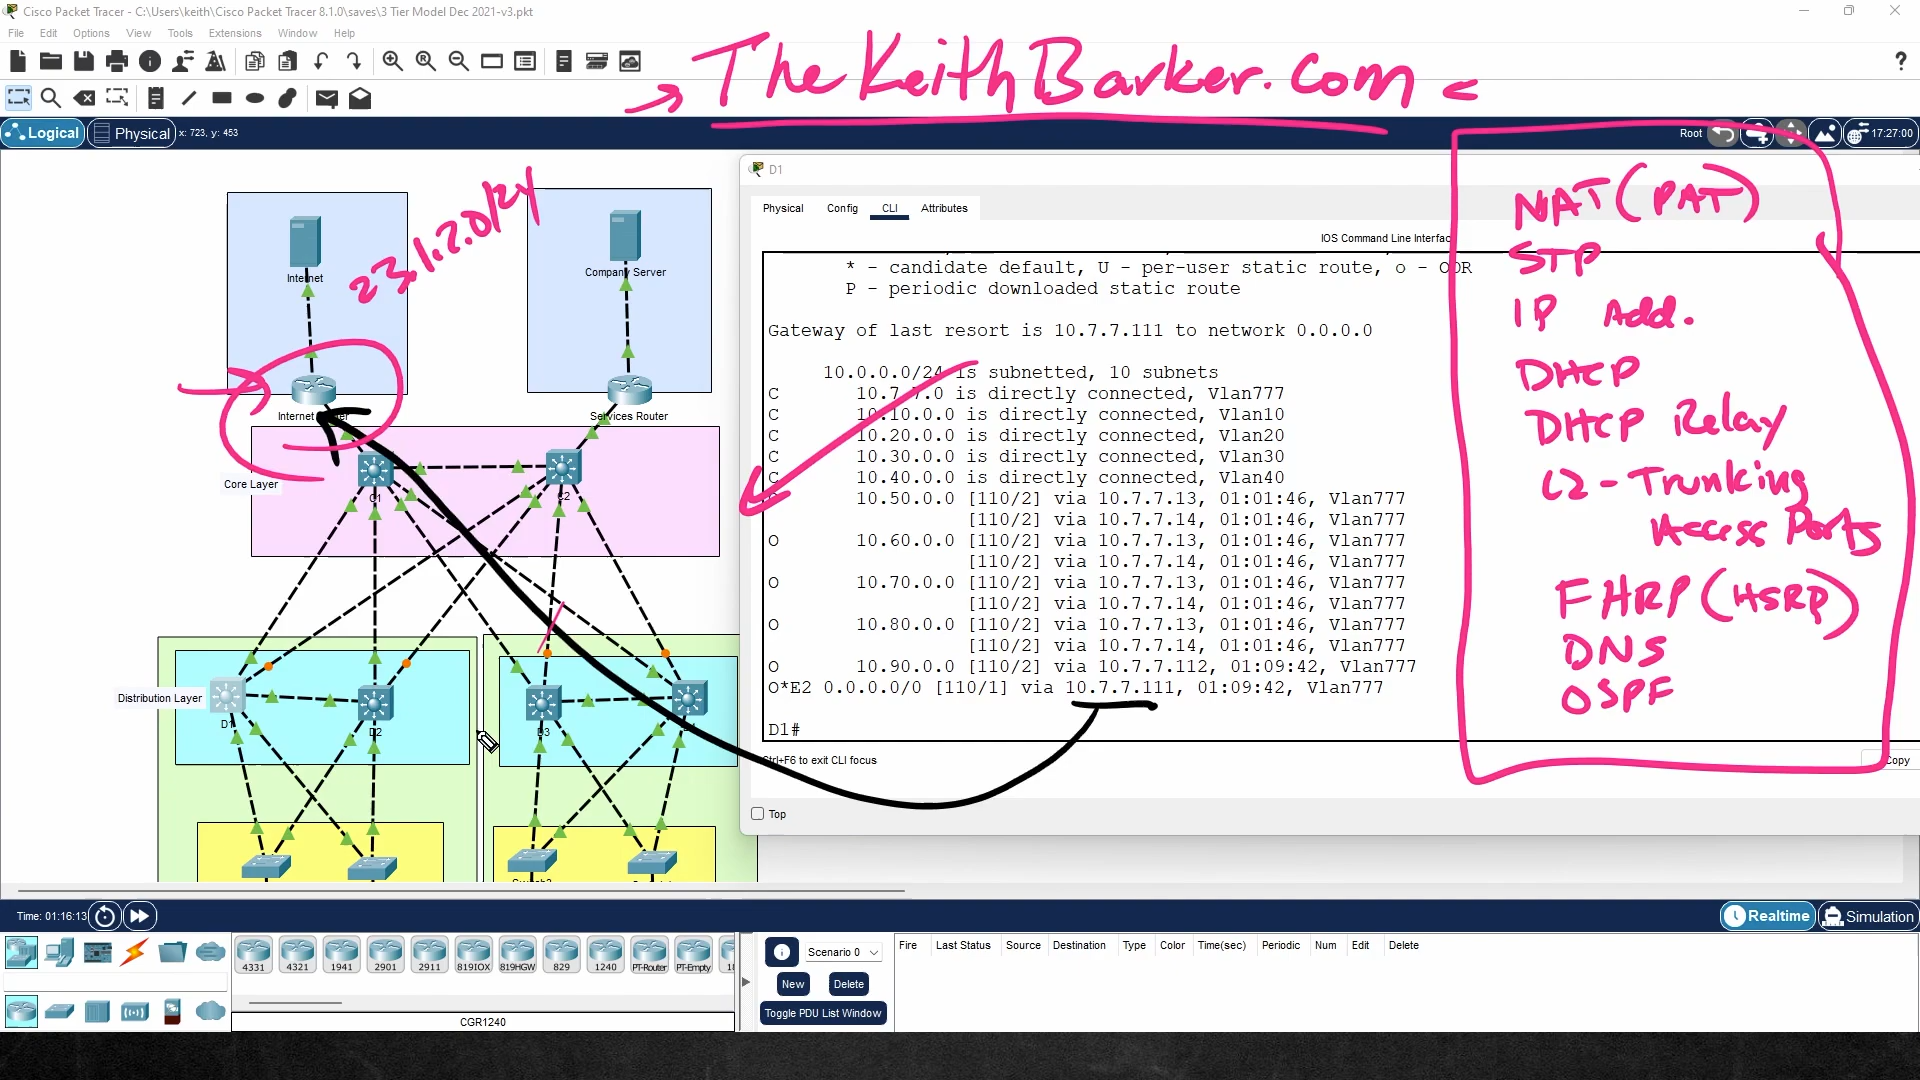 Cisco Packet Tracer - C:\Users\keith\Cisco Packet Tracer 8.1.0\saves\3 Tier Model Dec 2021-v3.pkt
File Edit Options View Tools Extensions Window Help
TheKeithBarker.com
Logical Physical x: 723, y: 453
Root 17:27:00
D1
Physical Config CLI Attributes
IOS Command Line Interfac
* - candidate default, U - per-user static route, o - ODR
P - periodic downloaded static route
Gateway of last resort is 10.7.7.111 to network 0.0.0.0
10.0.0.0/24 is subnetted, 10 subnets
C 10.7.7.0 is directly connected, Vlan777
C 10.10.0.0 is directly connected, Vlan10
C 10.20.0.0 is directly connected, Vlan20
C 10.30.0.0 is directly connected, Vlan30
C 10.40.0.0 is directly connected, Vlan40
O 10.50.0.0 [110/2] via 10.7.7.13, 01:01:46, Vlan777
[110/2] via 10.7.7.14, 01:01:46, Vlan777
O 10.60.0.0 [110/2] via 10.7.7.13, 01:01:46, Vlan777
[110/2] via 10.7.7.14, 01:01:46, Vlan777
O 10.70.0.0 [110/2] via 10.7.7.13, 01:01:46, Vlan777
[110/2] via 10.7.7.14, 01:01:46, Vlan777
O 10.80.0.0 [110/2] via 10.7.7.13, 01:01:46, Vlan777
[110/2] via 10.7.7.14, 01:01:46, Vlan777
O 10.90.0.0 [110/2] via 10.7.7.112, 01:09:42, Vlan777
O*E2 0.0.0.0/0 [110/1] via 10.7.7.111, 01:09:42, Vlan777
D1#
Ctrl+F6 to exit CLI focus
Copy
Top
NAT (PAT)
STP
IP Add.
DHCP
DHCP Relay
L2 - Trunking
Access Ports
FHRP (HSRP)
DNS
OSPF
23.1.2.0/24
Internet
Company Server
Internet
Services Router
Core Layer
C1
C2
Distribution Layer
D1
D2
D3
Time: 01:16:13
Realtime Simulation
4331 4321 1941 2901 2911 819IOX 819HGW 829 1240 PT-Router PT-Empty
CGR1240
Scenario 0
New Delete
Toggle PDU List Window
Fire Last Status Source Destination Type Color Time(sec) Periodic Num Edit Delete